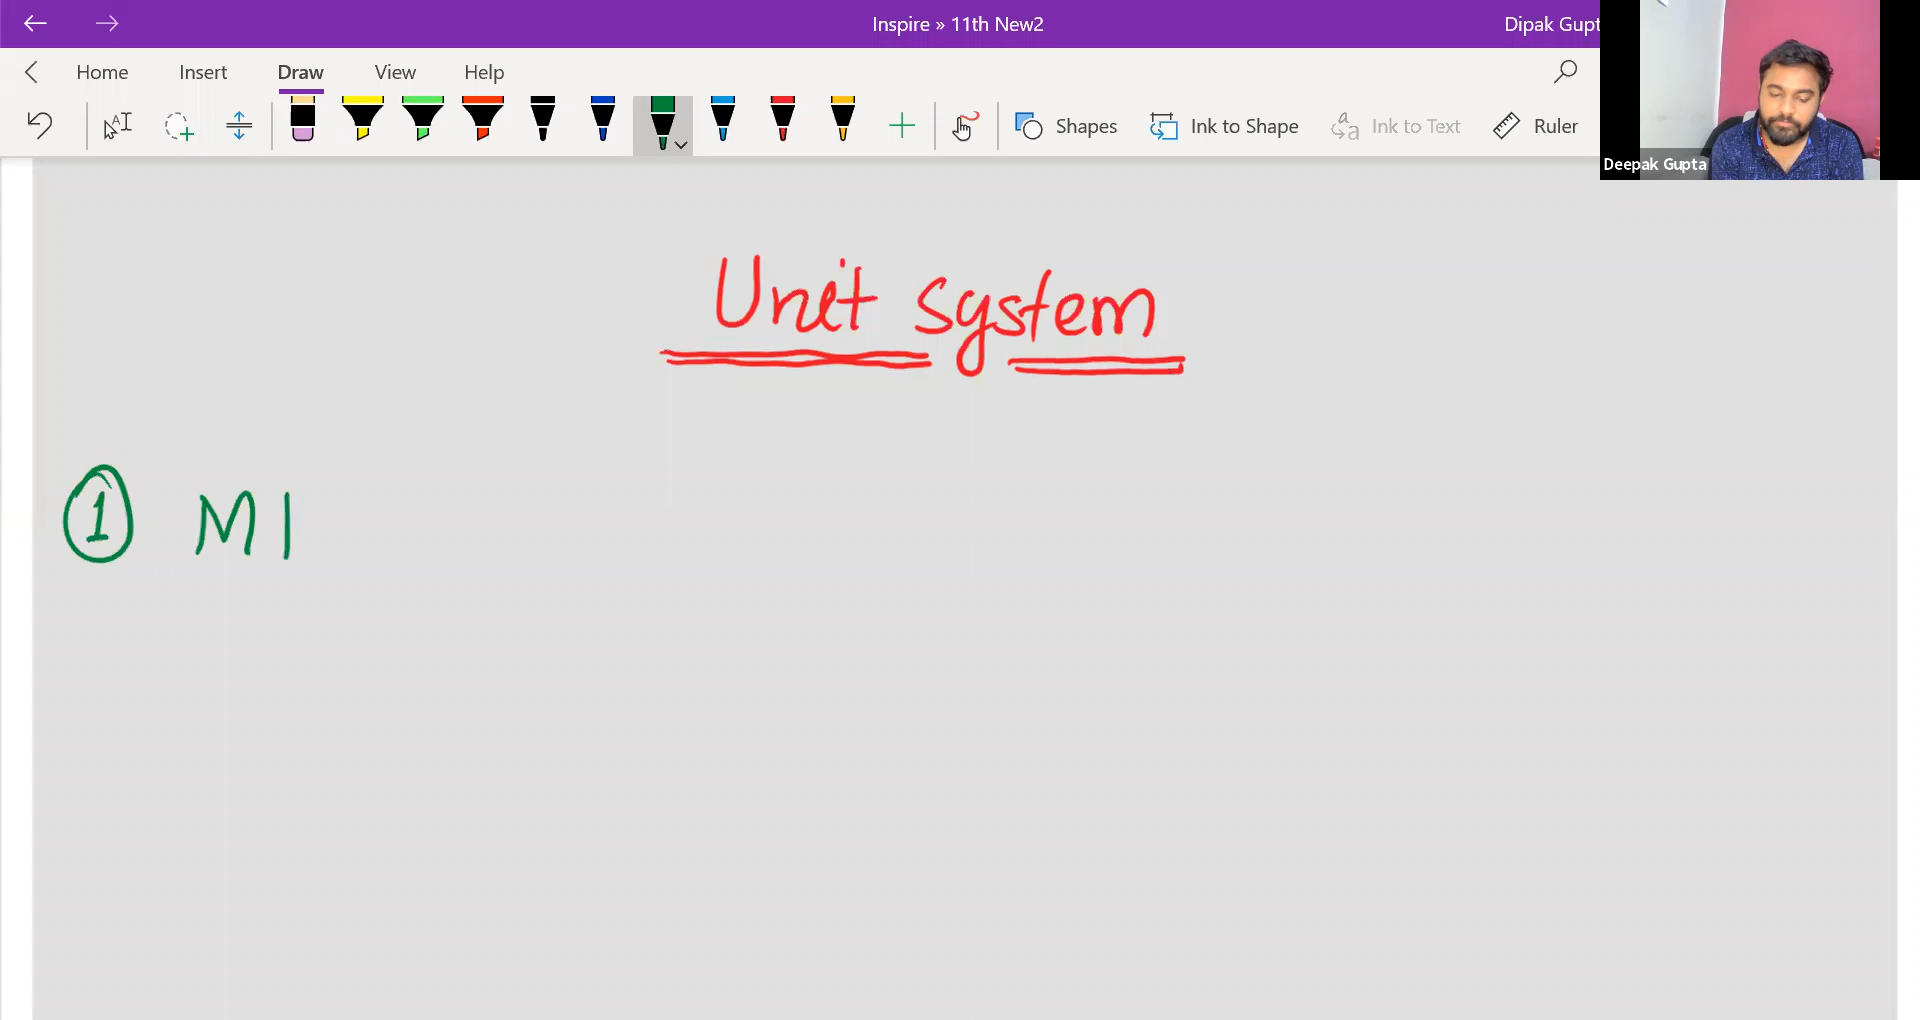 Inspire » 11th New2
Dipak Gupt
Home Insert Draw View Help
Shapes Ink to Shape Ink to Text Ruler
Deepak Gupta
Unit system
1 M I